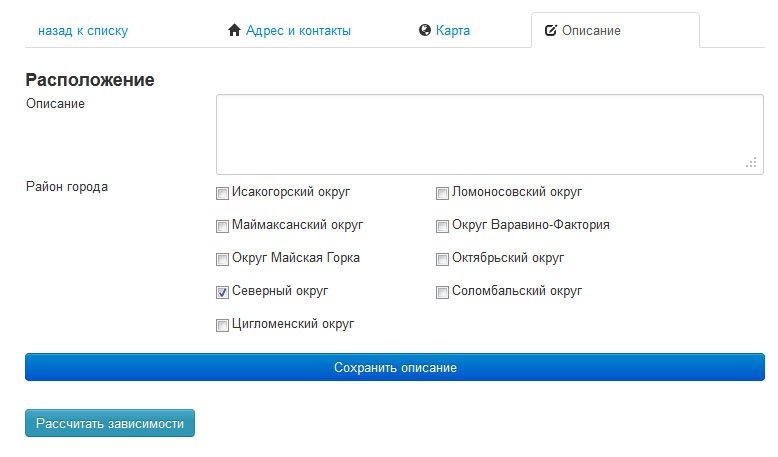 назад к списку
Адрес и контакты
Карта
Описание
Расположение
Описание
Район города
Исакогорский округ
Ломоносовский округ
Маймаксанский округ
Округ Варавино-Фактория
Округ Майская Горка
Октябрьский округ
Северный округ
Соломбальский округ
Цигломенский округ
Сохранить описание
Рассчитать зависимости